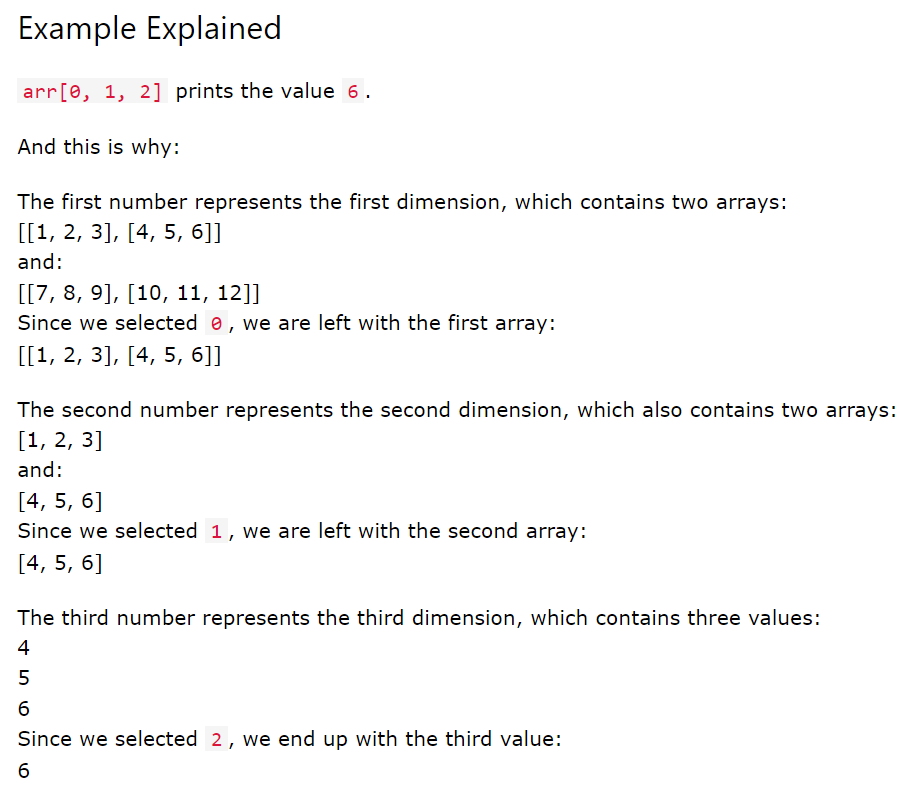 Example Explained
arr[0, 1, 2] prints the value 6.
And this is why:
The first number represents the first dimension, which contains two arrays:
[[1, 2, 3], [4, 5, 6]]
and:
[[7, 8, 9], [10, 11, 12]]
Since we selected 0, we are left with the first array:
[[1, 2, 3], [4, 5, 6]]
The second number represents the second dimension, which also contains two arrays:
[1, 2, 3]
and:
[4, 5, 6]
Since we selected 1, we are left with the second array:
[4, 5, 6]
The third number represents the third dimension, which contains three values:
4
5
6
Since we selected 2, we end up with the third value:
6